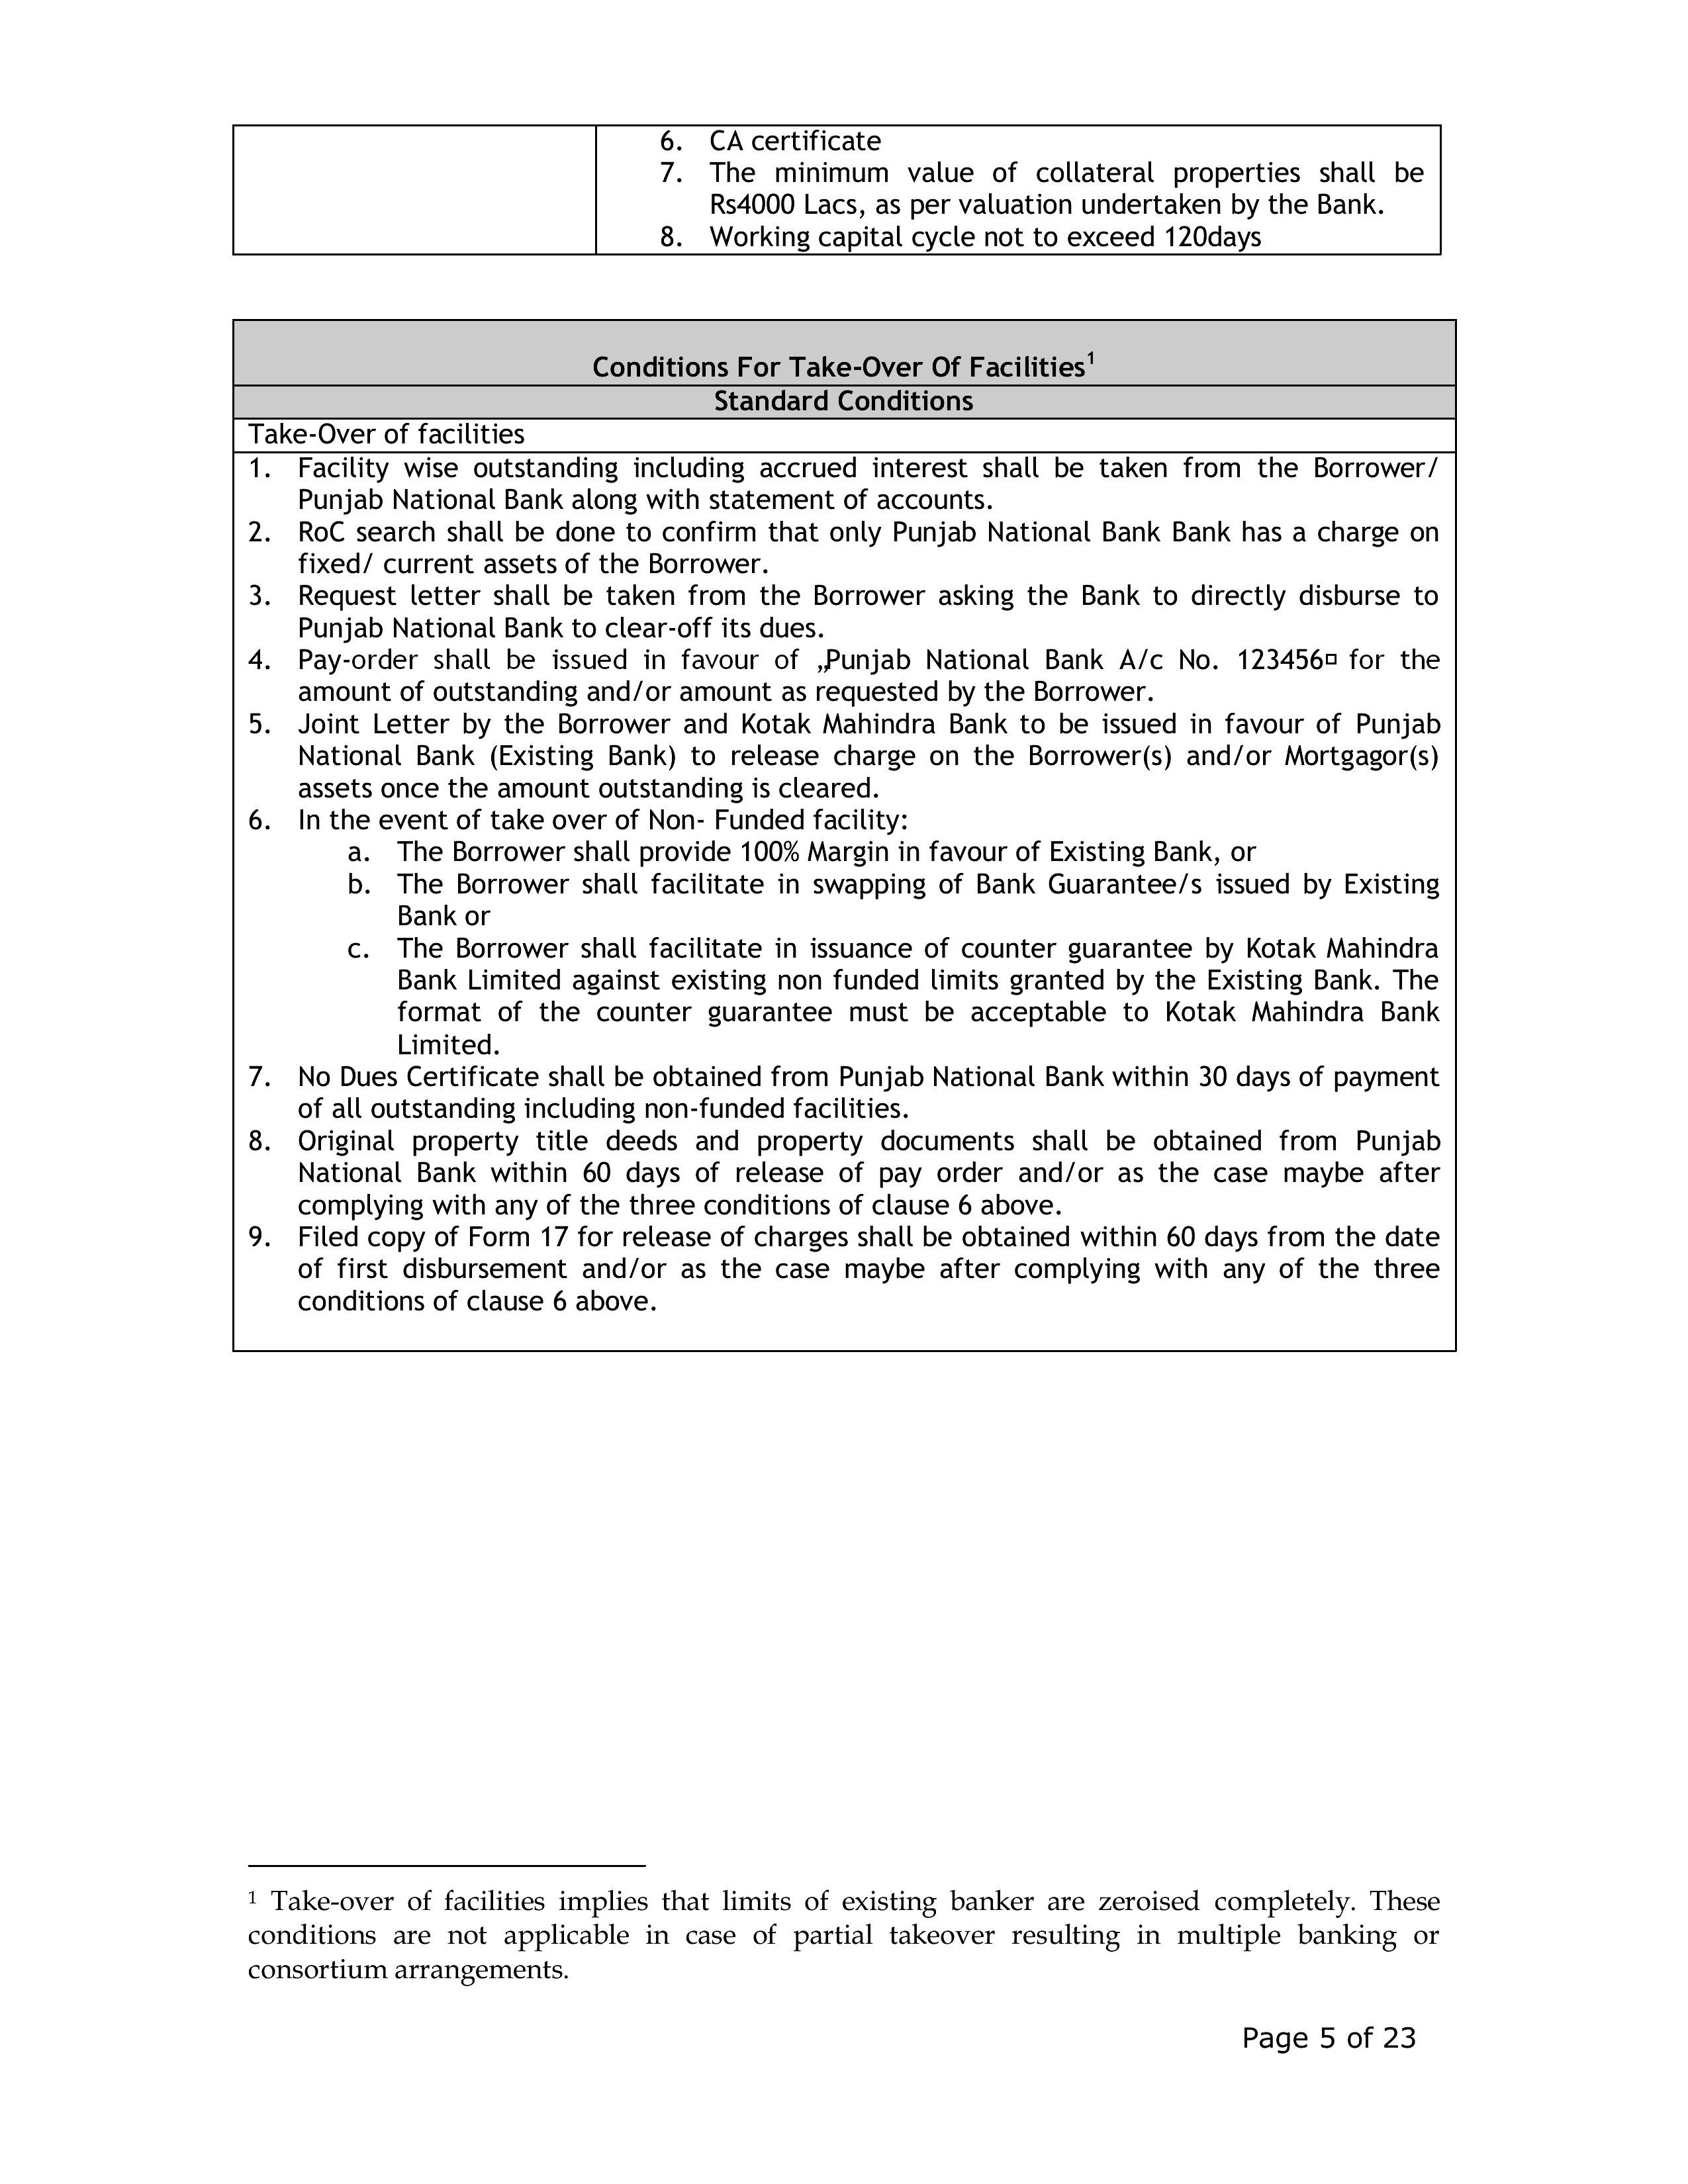 6. CA certificate
7. The minimum value of collateral properties shall be
Rs4000 Lacs, as per valuation undertaken by the Bank.
8. Working capital cycle not to exceed 120days
Conditions For Take-Over Of Facilities¹
Standard Conditions
Take-Over of facilities
1. Facility wise outstanding including accrued interest shall be taken from the Borrower/
Punjab National Bank along with statement of accounts.
2. RoC search shall be done to confirm that only Punjab National Bank Bank has a charge on
fixed/ current assets of the Borrower.
3. Request letter shall be taken from the Borrower asking the Bank to directly disburse to
Punjab National Bank to clear-off its dues.
4. Pay-order shall be issued in favour of „Punjab National Bank A/c No. 123456▫ for the
amount of outstanding and/or amount as requested by the Borrower.
5. Joint Letter by the Borrower and Kotak Mahindra Bank to be issued in favour of Punjab
National Bank (Existing Bank) to release charge on the Borrower(s) and/or Mortgagor(s)
assets once the amount outstanding is cleared.
6. In the event of take over of Non- Funded facility:
a. The Borrower shall provide 100% Margin in favour of Existing Bank, or
b. The Borrower shall facilitate in swapping of Bank Guarantee/s issued by Existing
Bank or
c. The Borrower shall facilitate in issuance of counter guarantee by Kotak Mahindra
Bank Limited against existing non funded limits granted by the Existing Bank. The
format of the counter guarantee must be acceptable to Kotak Mahindra Bank
Limited.
7. No Dues Certificate shall be obtained from Punjab National Bank within 30 days of payment
of all outstanding including non-funded facilities.
8. Original property title deeds and property documents shall be obtained from Punjab
National Bank within 60 days of release of pay order and/or as the case maybe after
complying with any of the three conditions of clause 6 above.
9. Filed copy of Form 17 for release of charges shall be obtained within 60 days from the date
of first disbursement and/or as the case maybe after complying with any of the three
conditions of clause 6 above.
¹ Take-over of facilities implies that limits of existing banker are zeroised completely. These
conditions are not applicable in case of partial takeover resulting in multiple banking or
consortium arrangements.
Page 5 of 23